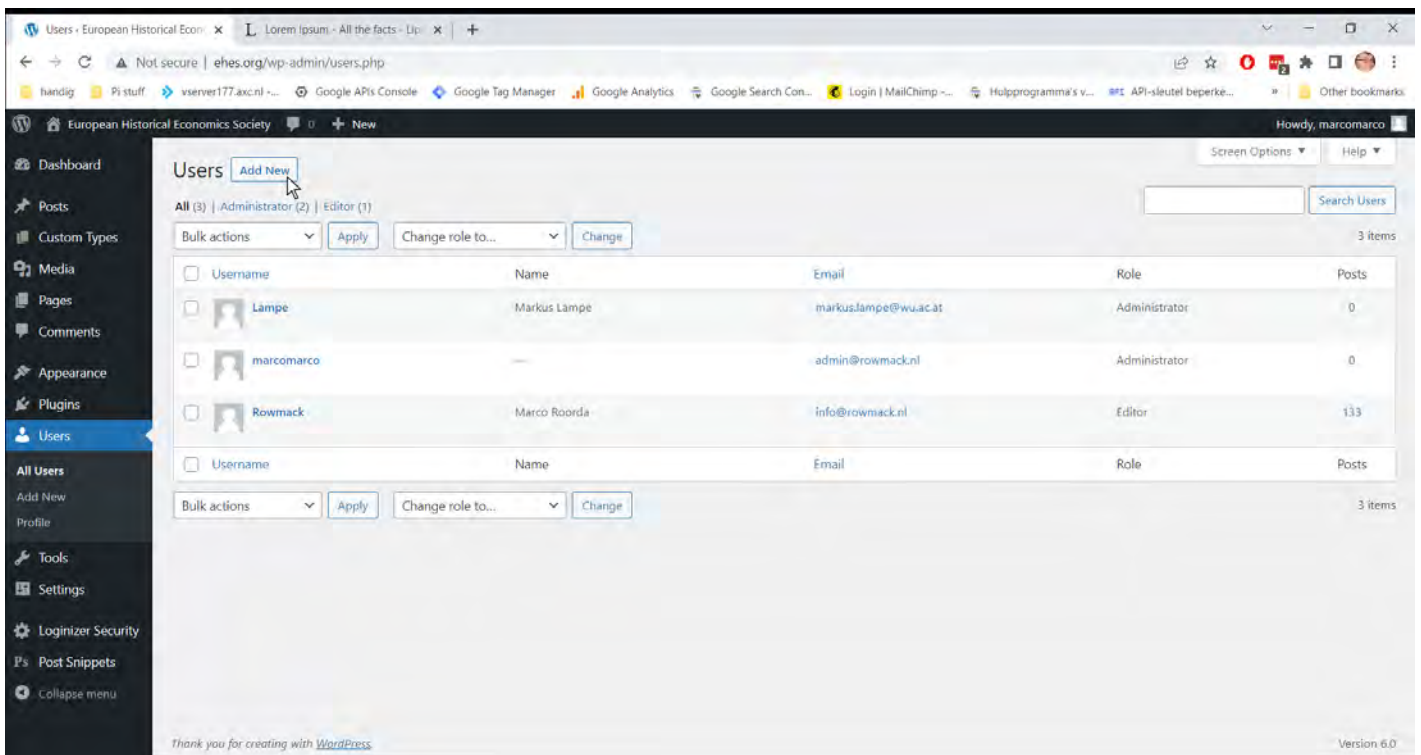 Users ‹ European Historical Econ
Lorem Ipsum - All the facts - Lip
Not secure | ehes.org/wp-admin/users.php
handig
Pi stuff
vserver177.axc.nl -...
Google APIs Console
Google Tag Manager
Google Analytics
Google Search Con...
Login | MailChimp -...
Hulpprogramma's v...
API-sleutel beperke...
»
Other bookmarks
European Historical Economics Society
0
+ New
Howdy, marcomarco
Dashboard
Posts
Custom Types
Media
Pages
Comments
Appearance
Plugins
Users
All Users
Add New
Profile
Tools
Settings
Loginizer Security
Ps Post Snippets
Collapse menu
Screen Options
Help
Users Add New
All (3) | Administrator (2) | Editor (1)
Search Users
Bulk actions Apply Change role to... Change 3 items
Username Name Email Role Posts
Lampe Markus Lampe markus.lampe@wu.ac.at Administrator 0
marcomarco — admin@rowmack.nl Administrator 0
Rowmack Marco Roorda info@rowmack.nl Editor 133
Username Name Email Role Posts
Bulk actions Apply Change role to... Change 3 items
Thank you for creating with WordPress.
Version 6.0